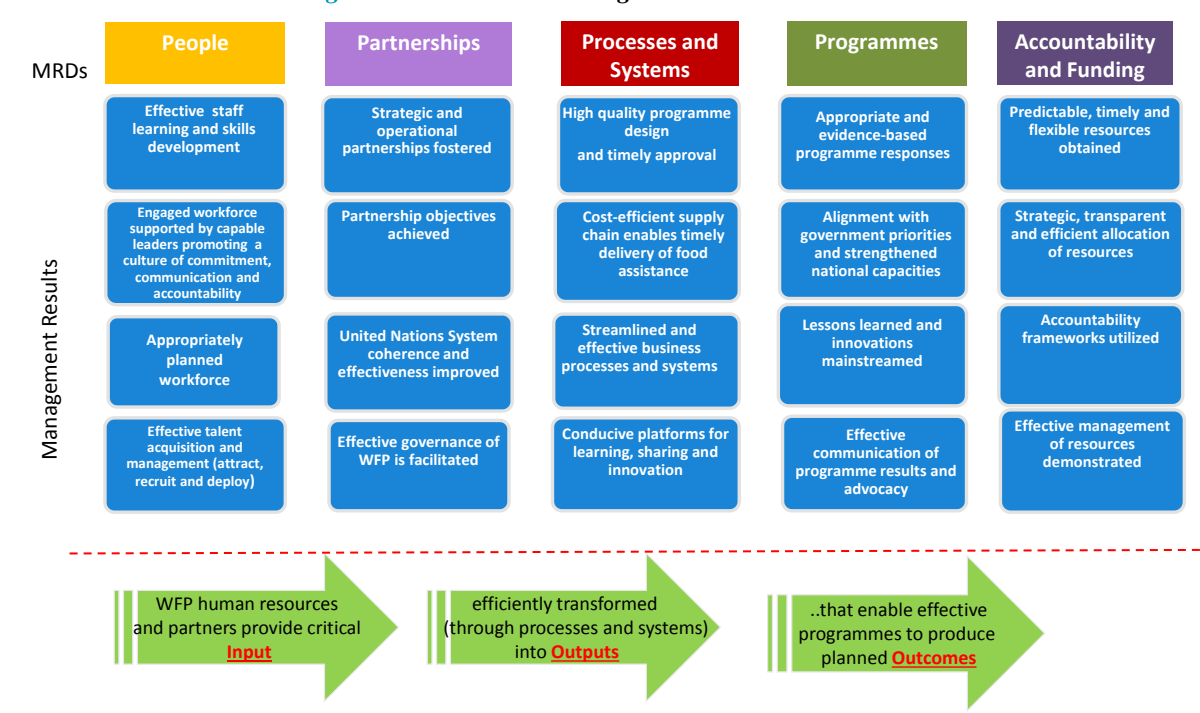 People
Partnerships
Processes and
Systems
Programmes
Accountability
and Funding
MRDs
Management Results
Effective staff
learning and skills
development
Strategic and
operational
partnerships fostered
High quality programme
design
and timely approval
Appropriate and
evidence-based
programme responses
Predictable, timely and
flexible resources
obtained
Engaged workforce
supported by capable
leaders promoting a
culture of commitment,
communication and
accountability
Partnership objectives
achieved
Cost-efficient supply
chain enables timely
delivery of food
assistance
Alignment with
government priorities
and strengthened
national capacities
Strategic, transparent
and efficient allocation
of resources
Appropriately
planned
workforce
United Nations System
coherence and
effectiveness improved
Streamlined and
effective business
processes and systems
Lessons learned and
innovations
mainstreamed
Accountability
frameworks utilized
Effective talent
acquisition and
management (attract,
recruit and deploy)
Effective governance of
WFP is facilitated
Conducive platforms for
learning, sharing and
innovation
Effective
communication of
programme results and
advocacy
Effective management
of resources
demonstrated
WFP human resources
and partners provide critical
Input
efficiently transformed
(through processes and systems)
into Outputs
..that enable effective
programmes to produce
planned Outcomes